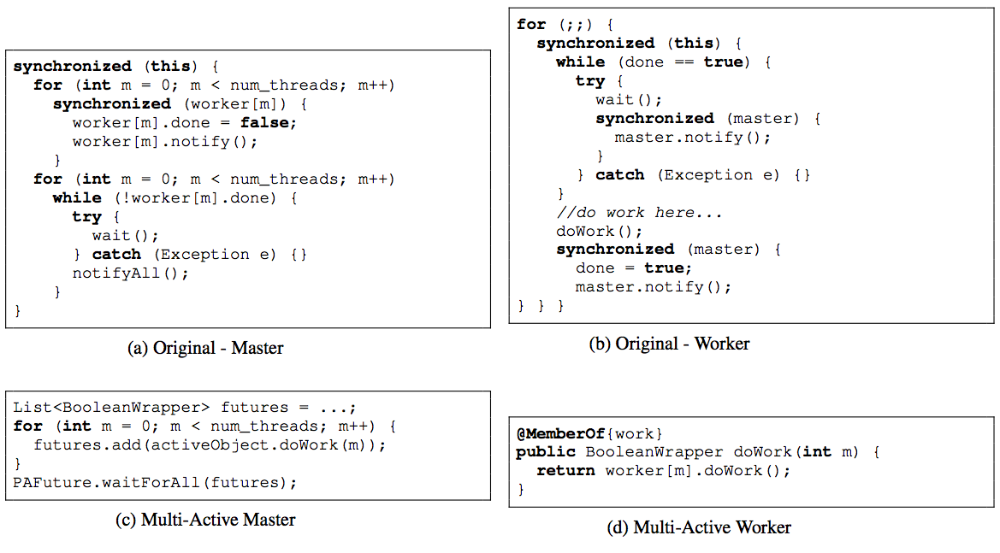 synchronized (this) {
for (int m = 0; m < num_threads; m++)
synchronized (worker[m]) {
worker[m].done = false;
worker[m].notify();
}
for (int m = 0; m < num_threads; m++)
while (!worker[m].done) {
try {
wait();
} catch (Exception e) {}
notifyAll();
}
}
(a) Original - Master
for (;;) {
synchronized (this) {
while (done == true) {
try {
wait();
synchronized (master) {
master.notify();
}
} catch (Exception e) {}
}
//do work here...
doWork();
synchronized (master) {
done = true;
master.notify();
} } }
(b) Original - Worker
List<BooleanWrapper> futures = ...;
for (int m = 0; m < num_threads; m++) {
futures.add(activeObject.doWork(m));
}
PAFuture.waitForAll(futures);
(c) Multi-Active Master
@MemberOf{work}
public BooleanWrapper doWork(int m) {
return worker[m].doWork();
}
(d) Multi-Active Worker